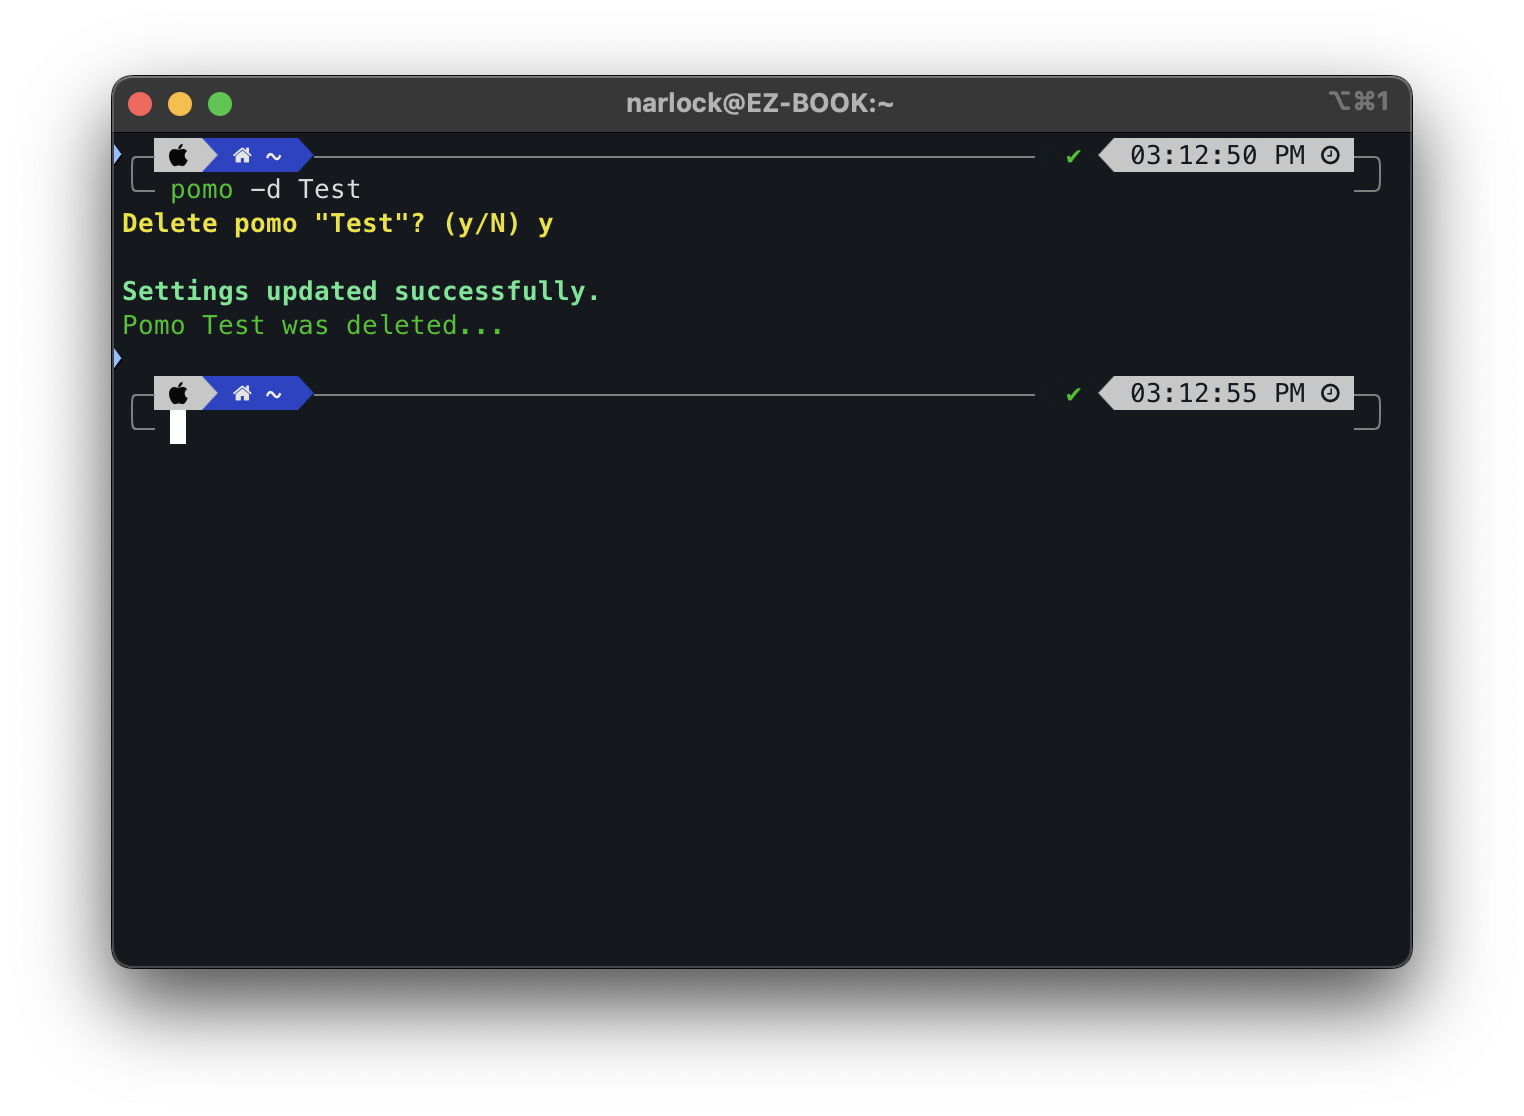 narlock@EZ-BOOK:~
⌥⌘1
~ ✔ 03:12:50 PM
pomo -d Test
Delete pomo "Test"? (y/N) y
Settings updated successfully.
Pomo Test was deleted...
~ ✔ 03:12:55 PM